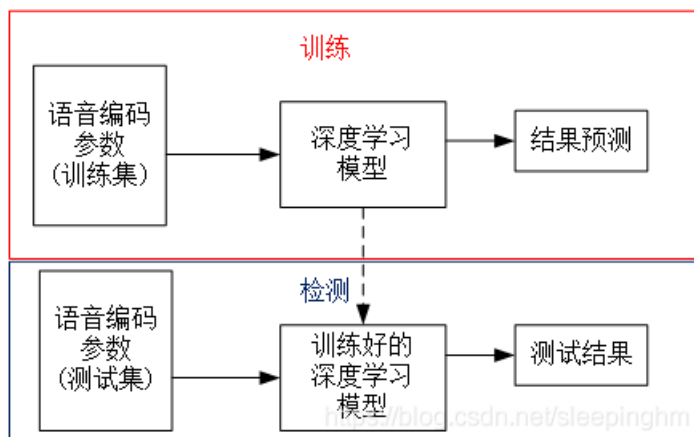 训练
语音编码
参数
(训练集)
深度学习
模型
结果预测
检测
语音编码
参数
(测试集)
训练好的
深度学习
模型
测试结果
https://blog.csdn.net/sleepinghm